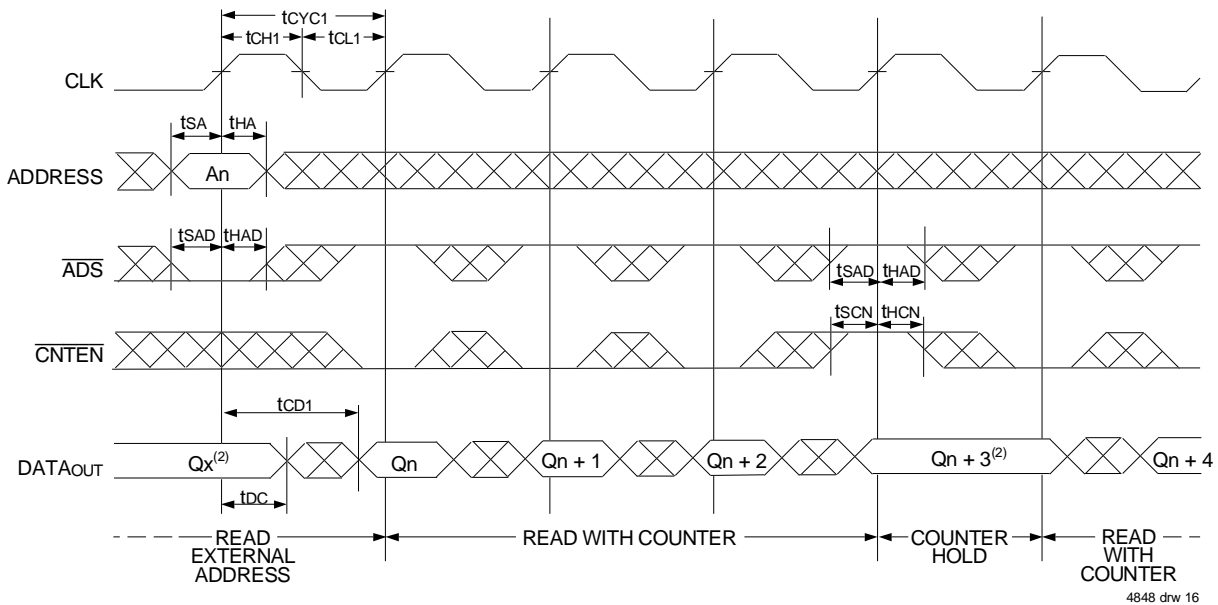 tCYC1
tCH1 tCL1
CLK
tSA tHA
ADDRESS An
tSAD tHAD
ADS
tSAD tHAD
tSCN tHCN
CNTEN
tCD1
DATAOUT Qx(2) Qn Qn + 1 Qn + 2 Qn + 3(2) Qn + 4
tDC
READ EXTERNAL ADDRESS
READ WITH COUNTER
COUNTER HOLD
READ WITH COUNTER
4848 drw 16